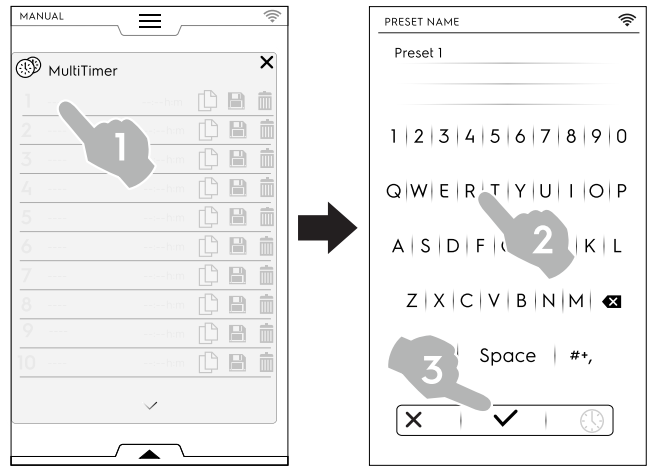 MANUAL
MultiTimer
1 h:m
2
3
4
5
6 h:m
7 h:m
8 h:m
9 h:m
10 h:m
1
PRESET NAME
Preset 1
1 2 3 4 5 6 7 8 9 0
Q W E R T Y U I O P
A S D F K L
2
Z X C V B N M
Space #+,
3